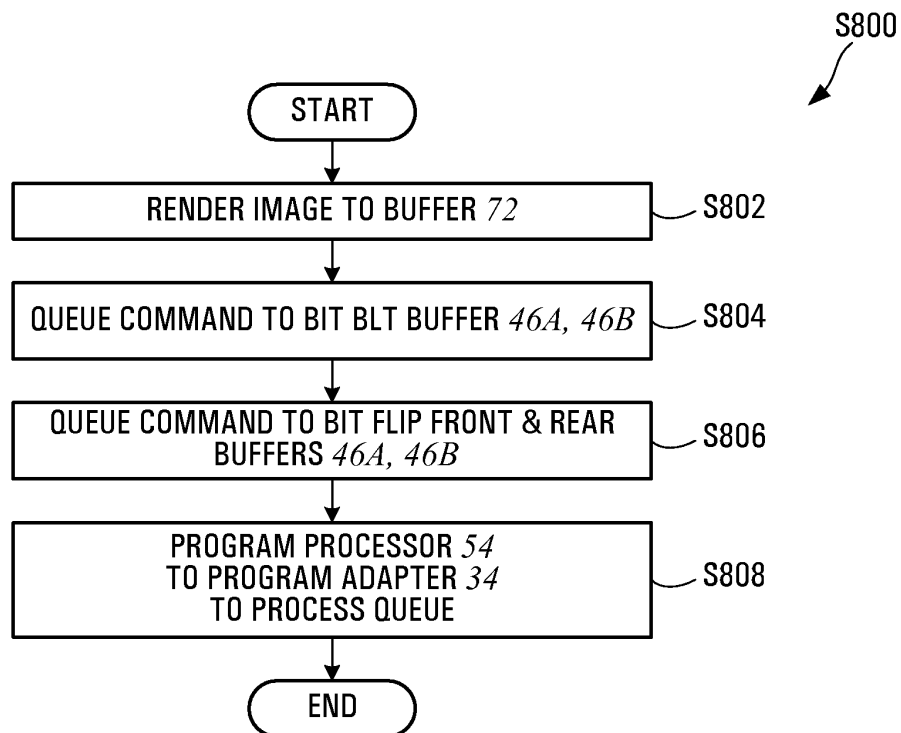 S800
START
RENDER IMAGE TO BUFFER 72
S802
QUEUE COMMAND TO BIT BLT BUFFER 46A, 46B
S804
QUEUE COMMAND TO BIT FLIP FRONT & REAR
BUFFERS 46A, 46B
S806
PROGRAM PROCESSOR 54
TO PROGRAM ADAPTER 34
TO PROCESS QUEUE
S808
END